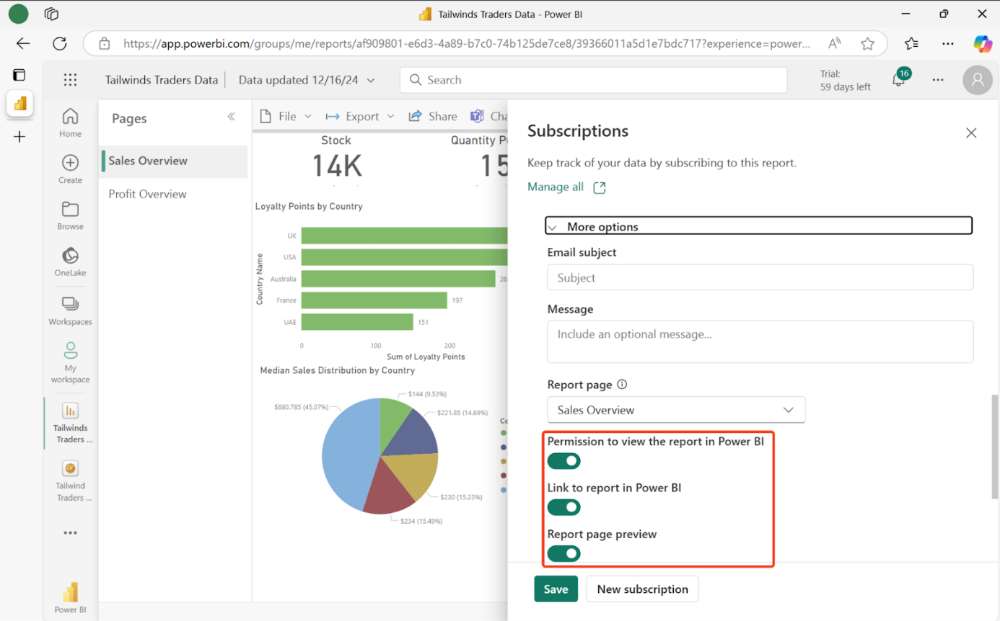 Tailwinds Traders Data - Power BI
https://app.powerbi.com/groups/me/reports/af909801-e6d3-4a89-b7c0-74b125de7ce8/39366011a5d1e7bdc717?experience=power...
Tailwinds Traders Data
Data updated 12/16/24
Search
Trial:
59 days left
16
Home
Create
Browse
OneLake
Workspaces
My
workspace
Tailwinds
Traders ...
Tailwind
Traders ...
Power BI
Pages
Sales Overview
Profit Overview
File
Export
Share
Cha
Stock
14K
Quantity Pu
15
Loyalty Points by Country
Country Name
UK
USA
Australia
26
France
197
UAE
151
0
100
200
Sum of Loyalty Points
Median Sales Distribution by Country
$144 (9.53%)
$680.785 (45.07%)
$221.85 (14.69%)
Co
$230 (15.23%)
$234 (15.49%)
Subscriptions
Keep track of your data by subscribing to this report.
Manage all
More options
Email subject
Subject
Message
Include an optional message...
Report page
Sales Overview
Permission to view the report in Power BI
Link to report in Power BI
Report page preview
Save
New subscription